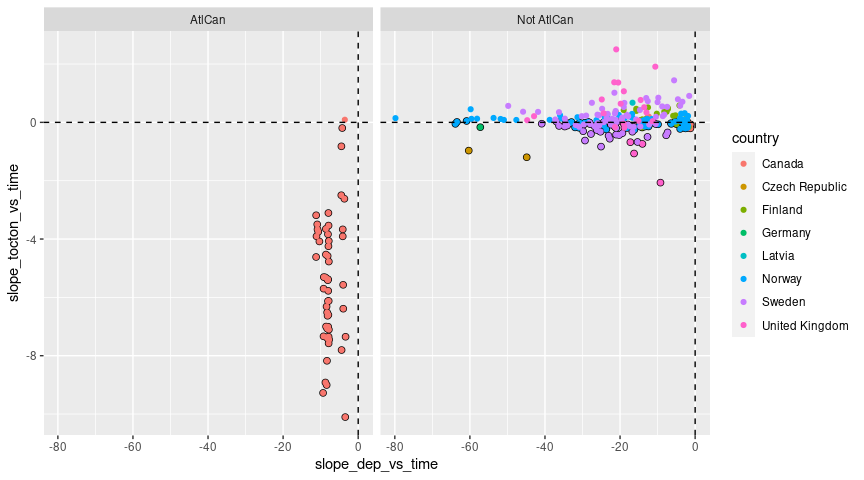 AtlCan
Not AtlCan
0
-4
-8
slope_tocton_vs_time
-80
-60
-40
-20
0
-80
-60
-40
-20
0
slope_dep_vs_time
country
Canada
Czech Republic
Finland
Germany
Latvia
Norway
Sweden
United Kingdom